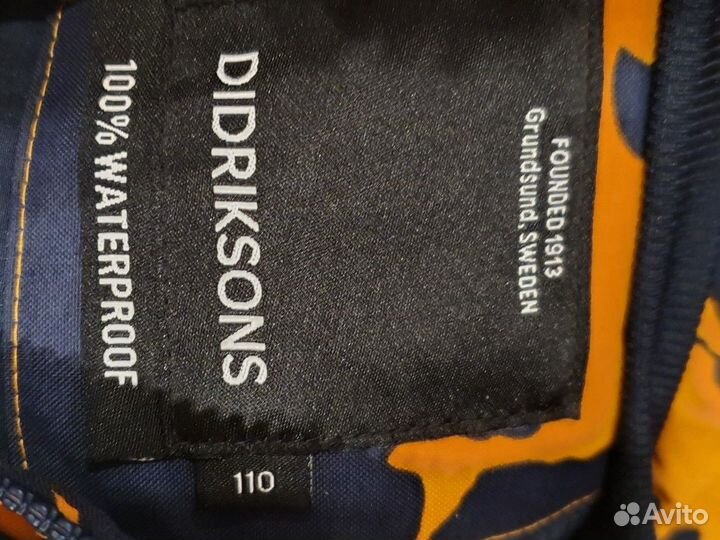 FOUNDED 1913
Grundsund, SWEDEN
DIDRIKSONS
100% WATERPROOF
110
Avito